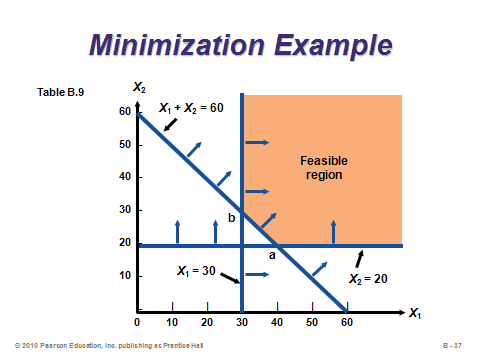 Minimization Example
Table B.9
X2
60
50
40
30
20
10
X1 + X2 = 60
Feasible
region
b
a
X1 = 30
X2 = 20
0 10 20 30 40 50 60
X1
© 2010 Pearson Education, Inc. publishing as Prentice Hall
B - 37